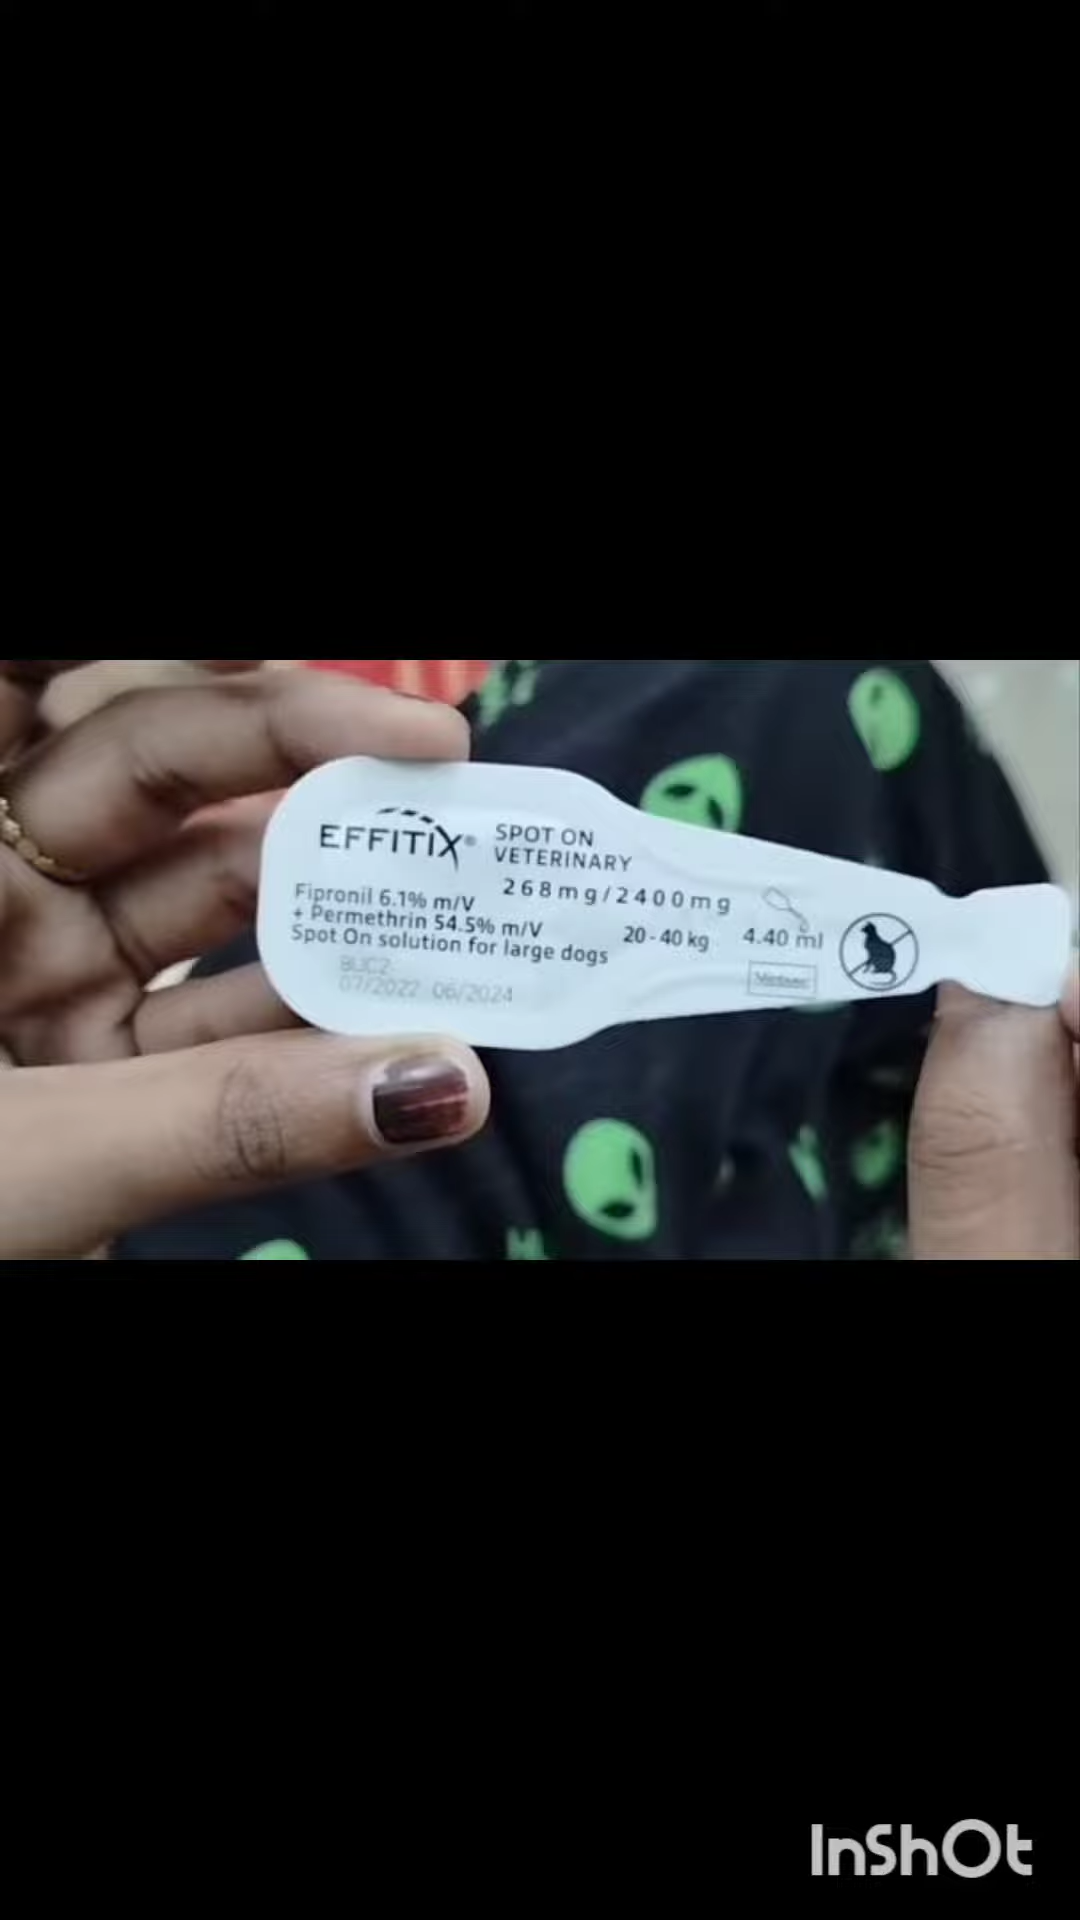 EFFITIX®
SPOT ON
VETERINARY
268mg/2400mg
Fipronil 6.1% m/V
+ Permethrin 54.5% m/V
Spot On solution for large dogs
20-40 kg
4.40 ml
Virbac
07/2022 06/2024
InShOt